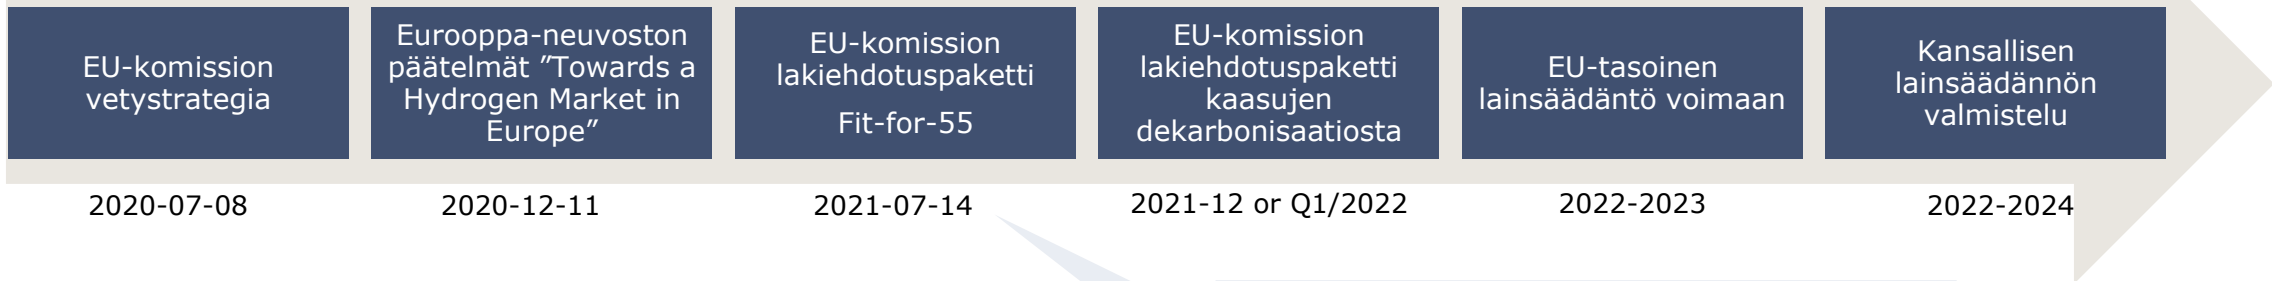 EU-komission
vetystrategia
Eurooppa-neuvoston
päätelmät ”Towards a
Hydrogen Market in
Europe”
EU-komission
lakiehdotuspaketti
Fit-for-55
EU-komission
lakiehdotuspaketti
kaasujen
dekarbonisaatiosta
EU-tasoinen
lainsäädäntö voimaan
Kansallisen
lainsäädännön
valmistelu
2020-07-08
2020-12-11
2021-07-14
2021-12 or Q1/2022
2022-2023
2022-2024